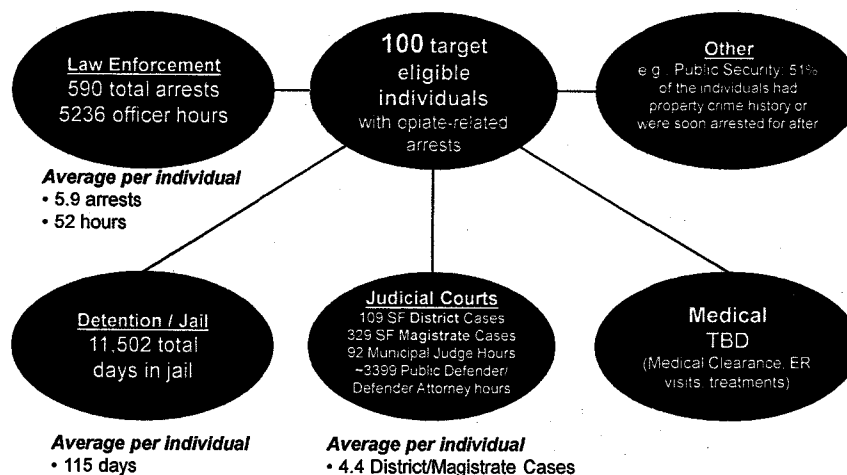 Law Enforcement
590 total arrests
5236 officer hours
100 target
eligible
individuals
with opiate-related
arrests
Other
e.g., Public Security: 51%
of the individuals had
property crime history or
were soon arrested for after
Average per individual
• 5.9 arrests
• 52 hours
Detention / Jail
11,502 total
days in jail
Judicial Courts
109 SF District Cases
329 SF Magistrate Cases
92 Municipal Judge Hours
~3399 Public Defender/
Defender Attorney hours
Medical
TBD
(Medical Clearance, ER
visits, treatments)
Average per individual
• 115 days
Average per individual
• 4.4 District/Magistrate Cases